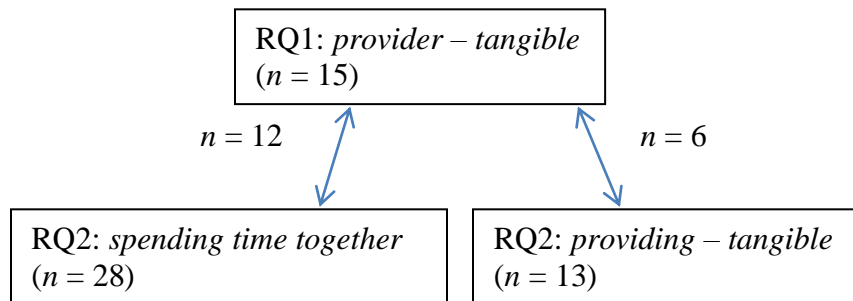 RQ1: provider – tangible
(n = 15)
n = 12
n = 6
RQ2: spending time together
(n = 28)
RQ2: providing – tangible
(n = 13)